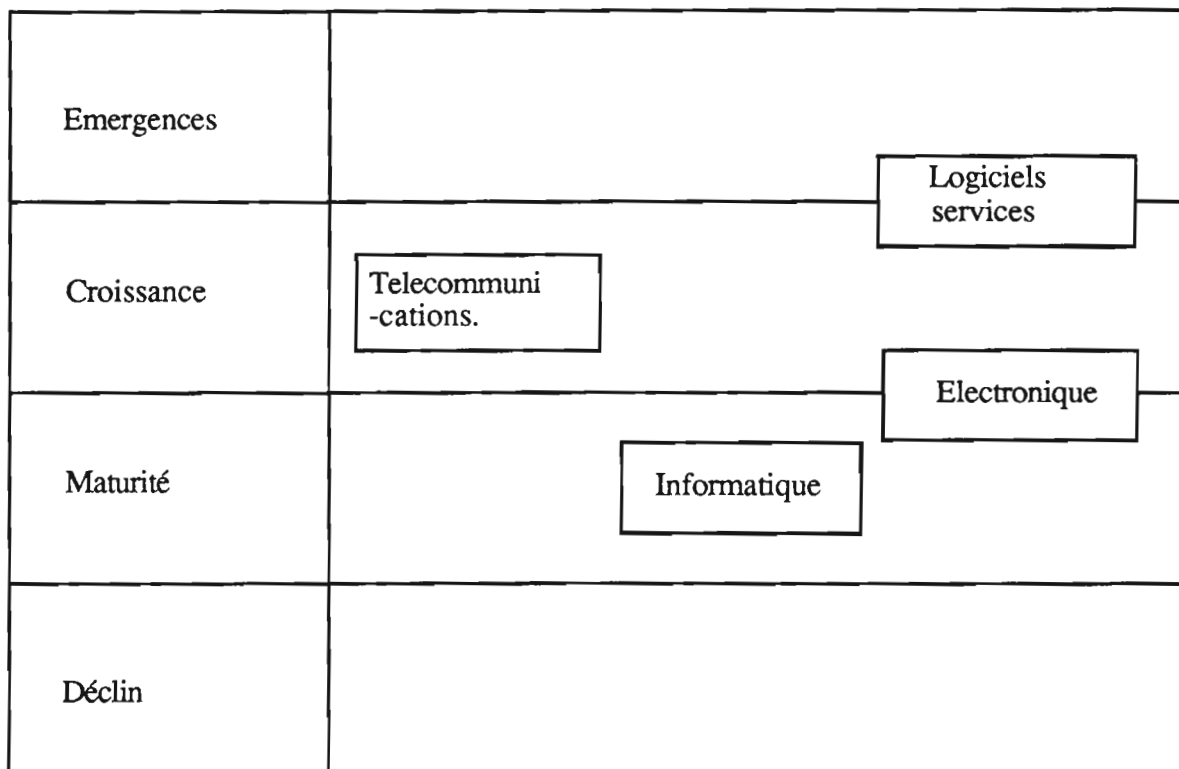 Emergences
Logiciels
services
Croissance
Telecommuni
-cations.
Electronique
Maturité
Informatique
Déclin